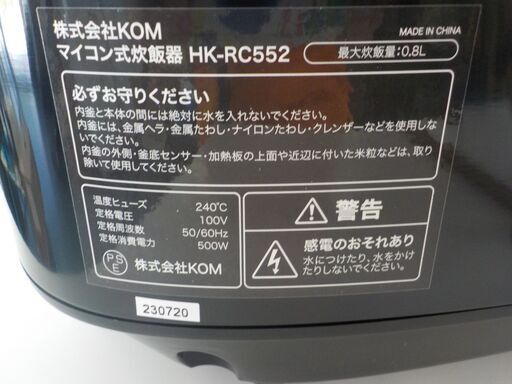 株式会社KOM
MADE IN CHINA
マイコン式炊飯器 HK-RC552
最大炊飯量:0.8L
必ずお守りください
内釜と本体の間には絶対に水を入れないでください。
内釜には、金属ヘラ・金属たわし・ナイロンたわし・クレンザーなどを使用しな
いでください。
内釜の外側・釜底センサー・加熱板の上面や近辺に付いた米粒などは、取り
除いて使用してください。
温度ヒューズ 240℃
定格電圧 100V
定格周波数 50/60Hz
定格消費電力 500W
PSE 株式会社KOM
警告
感電のおそれあり
水につけたり、水をかけ
たりしないでください。
230720